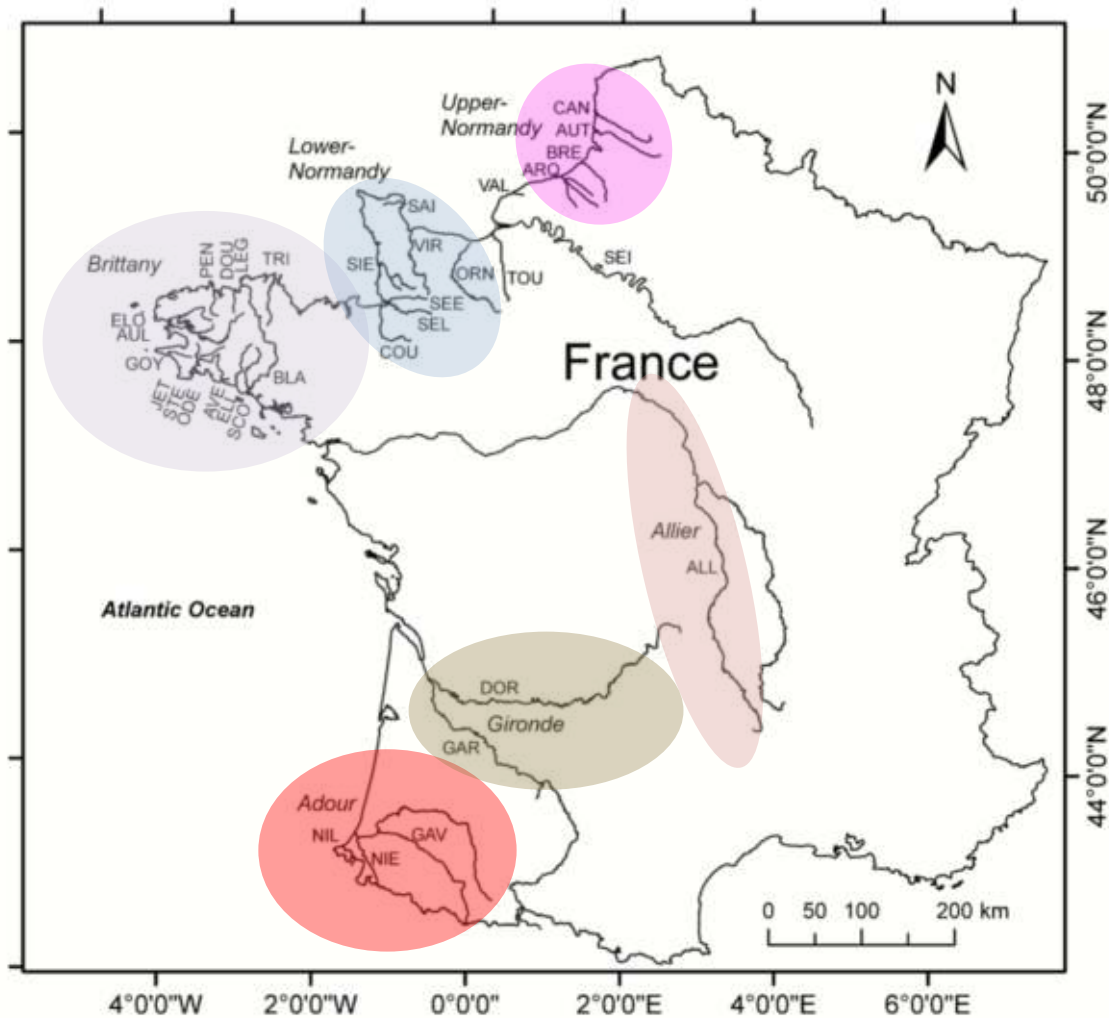 N
Upper-
Normandy
CAN
AUT
BRE
ARQ
VAL
Lower-
Normandy
SAI
VIR
SIE
ORN
TOU
SEI
SEE
SEL
COU
Brittany
PEN
DOU
LEG
TRI
ELO
AUL
GOY
JET
STE
ODE
AVE
ELL
SCO
BLA
France
Allier
ALL
Atlantic Ocean
DOR
Gironde
GAR
Adour
NIL
NIE
GAV
0 50 100 200 km
50°0'0"N
48°0'0"N
46°0'0"N
44°0'0"N
4°0'0"W 2°0'0"W 0°0'0" 2°0'0"E 4°0'0"E 6°0'0"E